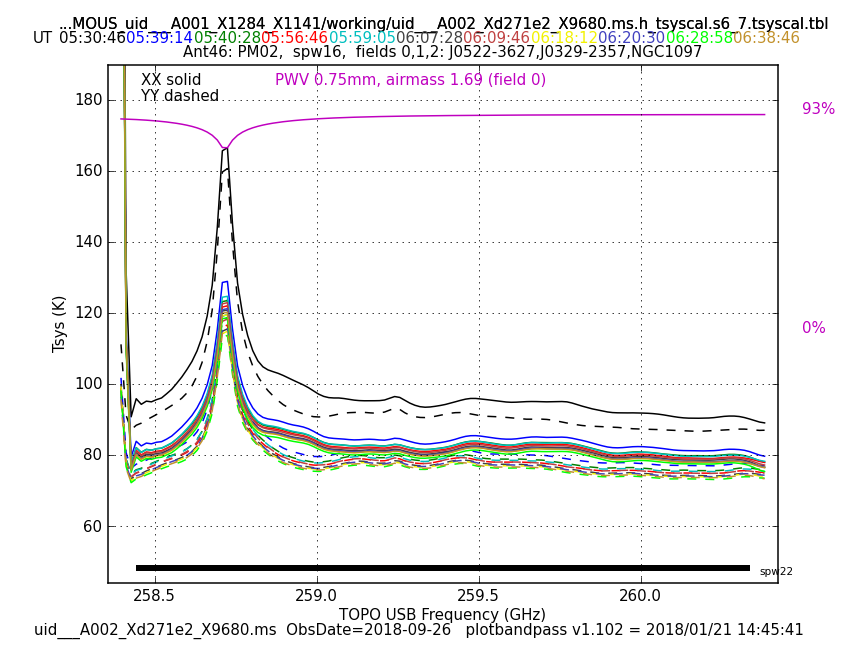 ...MOUS_uid___A001_X1284_X1141/working/uid___A002_Xd271e2_X9680.ms.h_tsyscal.s6_7.tsyscal.tbl
UT 05:30:46 05:39:14 05:40:28 05:56:46 05:59:05 06:07:28 06:09:46 06:18:12 06:20:30 06:28:58 06:38:46
Ant46: PM02,  spw16,  fields 0,1,2: J0522-3627,J0329-2357,NGC1097
XX solid
YY dashed
PWV 0.75mm, airmass 1.69 (field 0)
93%
0%
180
160
140
120
100
80
60
Tsys (K)
spw22
258.5 259.0 259.5 260.0
TOPO USB Frequency (GHz)
uid___A002_Xd271e2_X9680.ms  ObsDate=2018-09-26   plotbandpass v1.102 = 2018/01/21 14:45:41